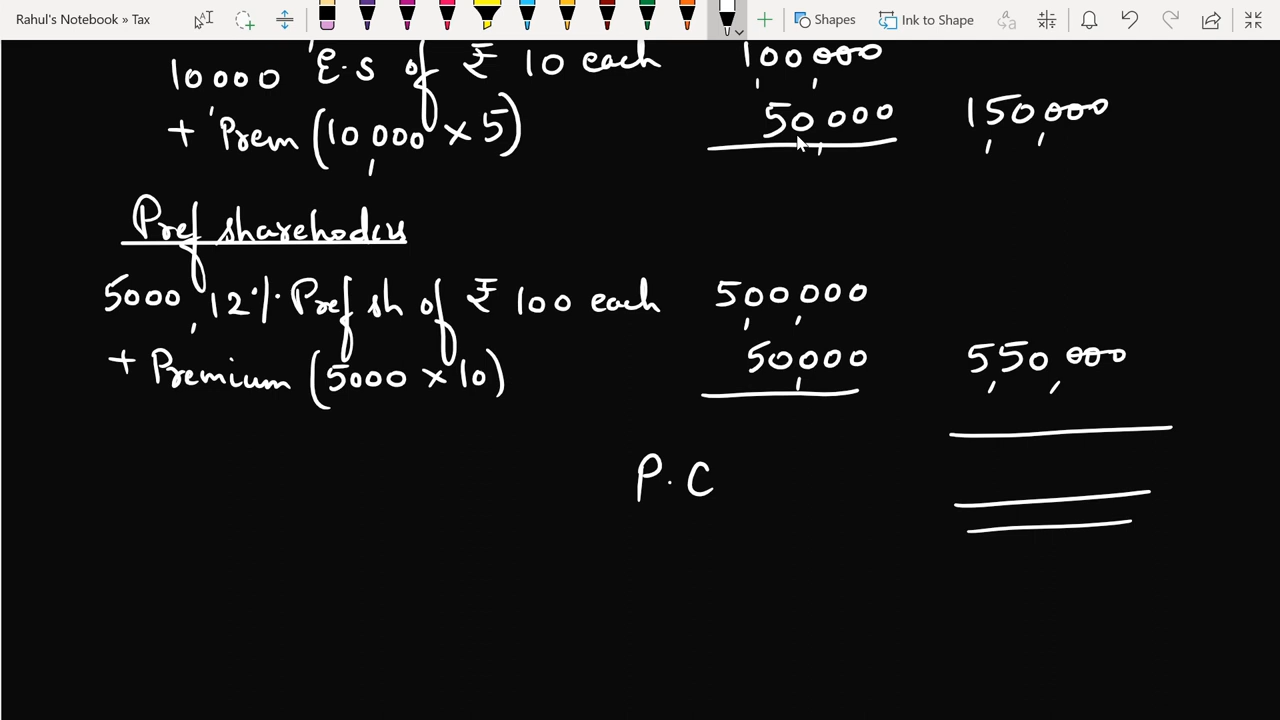 Rahul's Notebook » Tax Shapes Ink to Shape
10000 E.S of ₹ 10 each 100000
+ Prem (10,000 × 5) 50,000 150,000
Pref sharehoders
5000, 12% Pref sh of ₹ 100 each 500000
+ Premium (5000 × 10) 50000 550,000
P.C